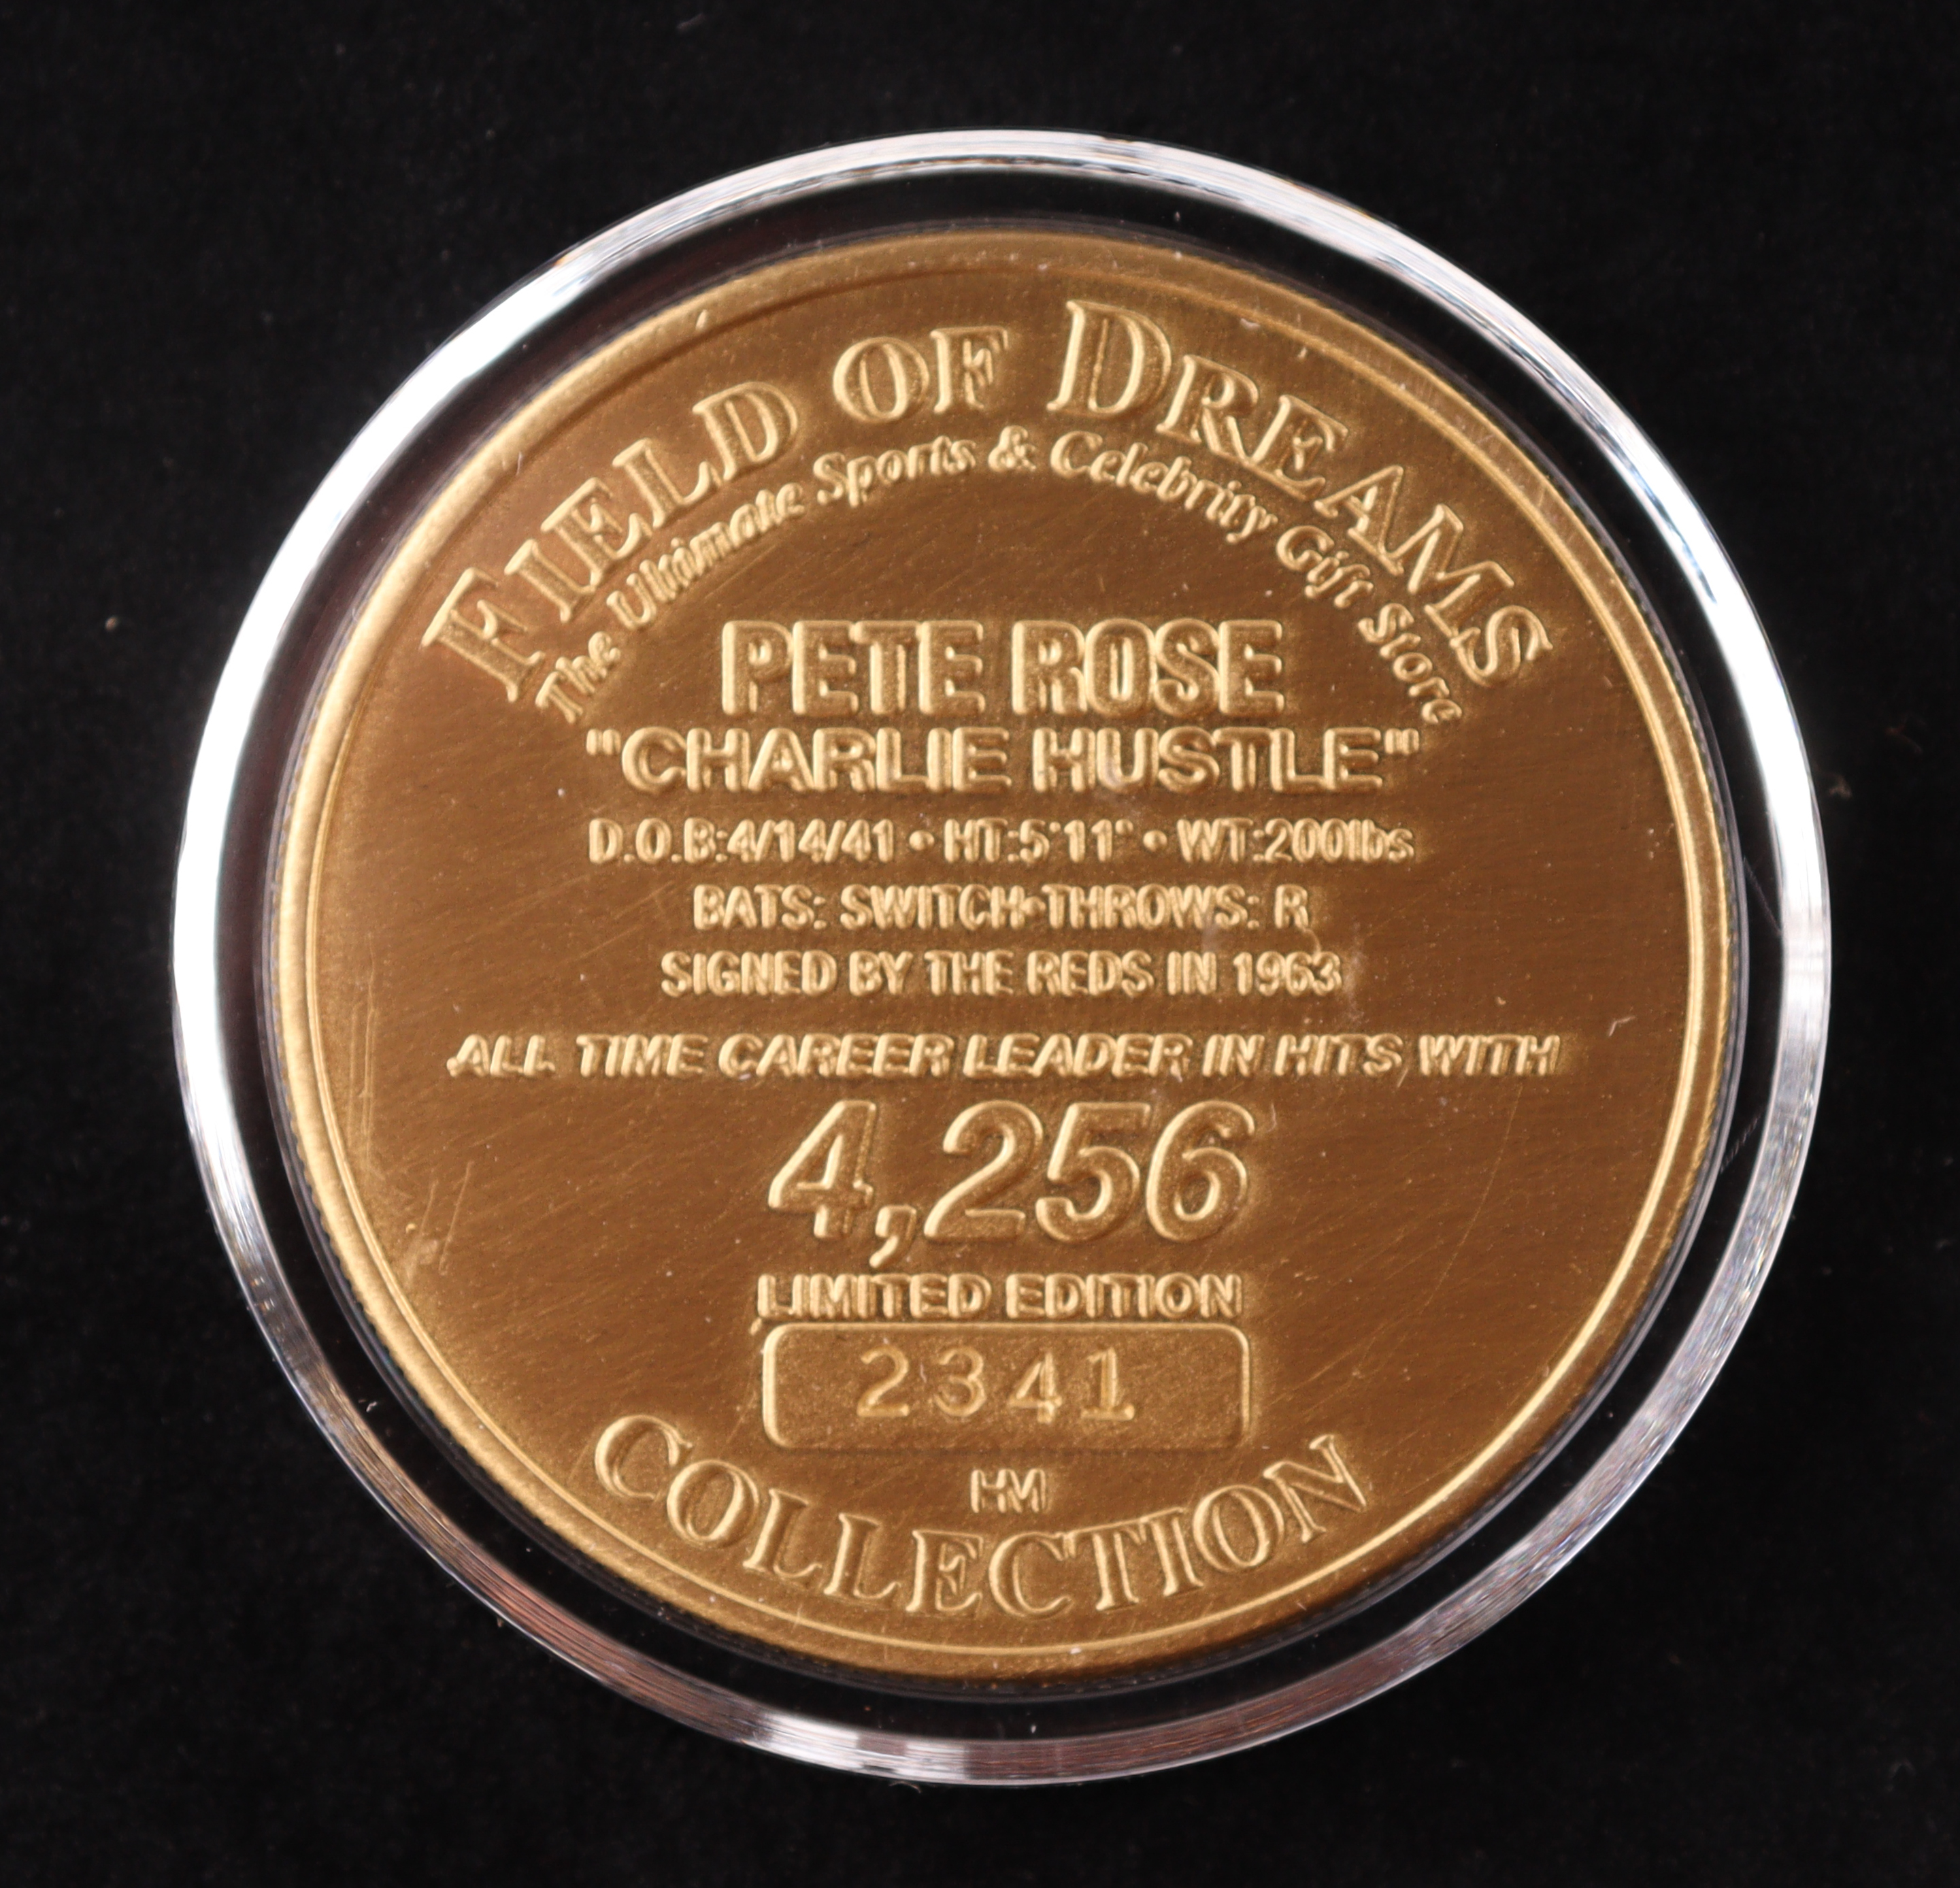 FIELD OF DREAMS
The Ultimate Sports & Celebrity Gift Store
PETE ROSE
"CHARLIE HUSTLE"
D.O.B:4/14/41 • HT:5'11" • WT:200lbs
BATS: SWITCH•THROWS: R
SIGNED BY THE REDS IN 1963
ALL TIME CAREER LEADER IN HITS WITH
4,256
LIMITED EDITION
2341
HM
COLLECTION